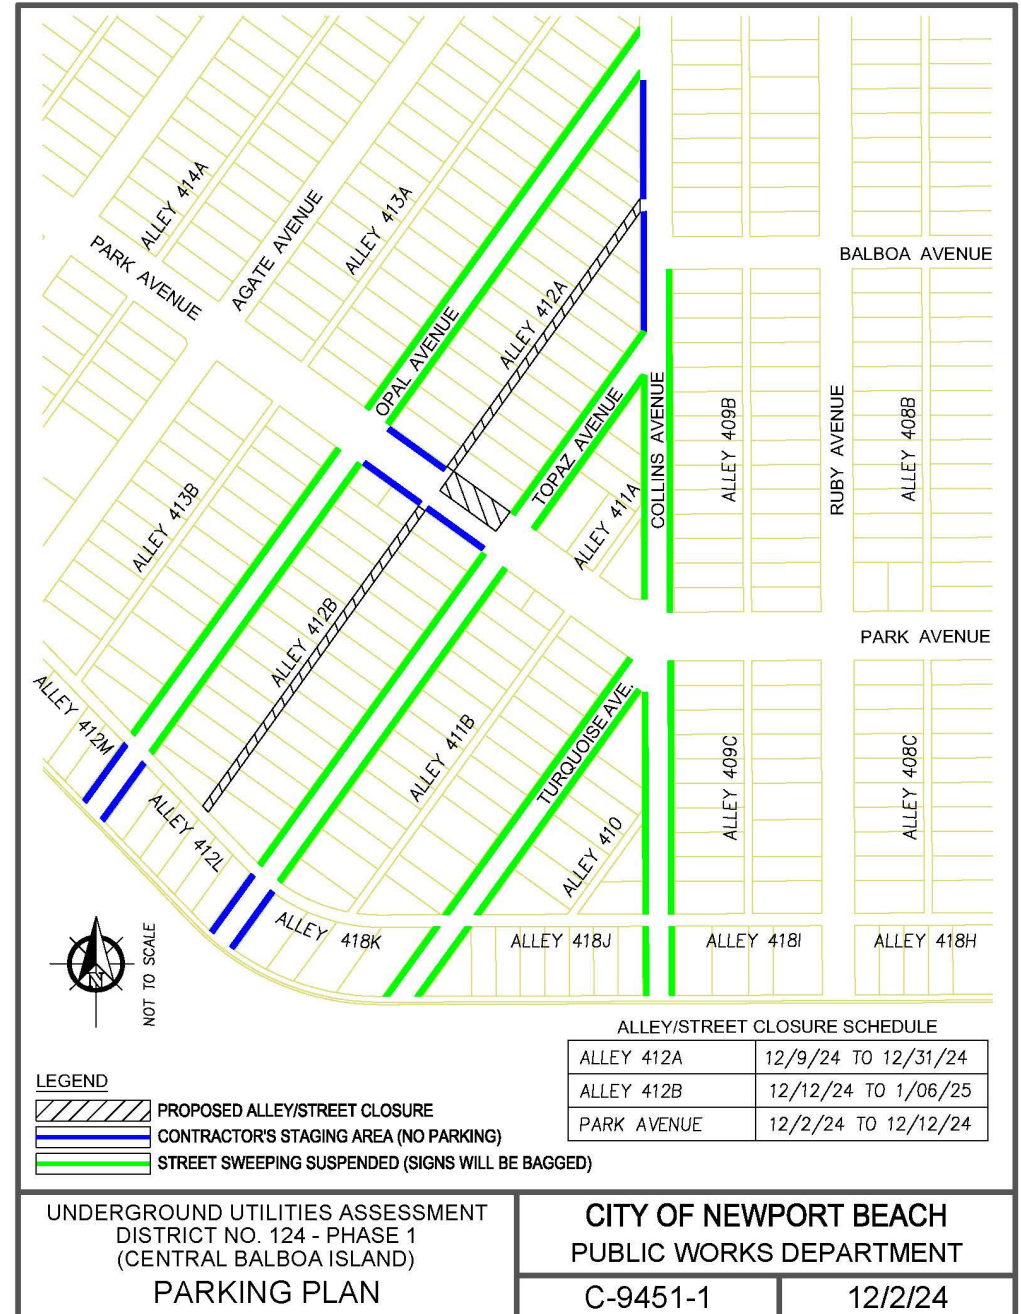 ALLEY 414A
PARK AVENUE
AGATE AVENUE
ALLEY 413A
BALBOA AVENUE
OPAL AVENUE
ALLEY 412A
TOPAZ AVENUE
COLLINS AVENUE
ALLEY 409B
RUBY AVENUE
ALLEY 408B
ALLEY 413B
ALLEY 411A
ALLEY 412B
PARK AVENUE
ALLEY 412M
ALLEY 412L
ALLEY 411B
TURQUOISE AVE.
ALLEY 410
ALLEY 409C
ALLEY 408C
ALLEY 418K
ALLEY 418J
ALLEY 418I
ALLEY 418H
N
NOT TO SCALE
ALLEY/STREET CLOSURE SCHEDULE
ALLEY 412A 12/9/24 TO 12/31/24
ALLEY 412B 12/12/24 TO 1/06/25
PARK AVENUE 12/2/24 TO 12/12/24
LEGEND
PROPOSED ALLEY/STREET CLOSURE
CONTRACTOR'S STAGING AREA (NO PARKING)
STREET SWEEPING SUSPENDED (SIGNS WILL BE BAGGED)
UNDERGROUND UTILITIES ASSESSMENT
DISTRICT NO. 124 - PHASE 1
(CENTRAL BALBOA ISLAND)
PARKING PLAN
CITY OF NEWPORT BEACH
PUBLIC WORKS DEPARTMENT
C-9451-1
12/2/24